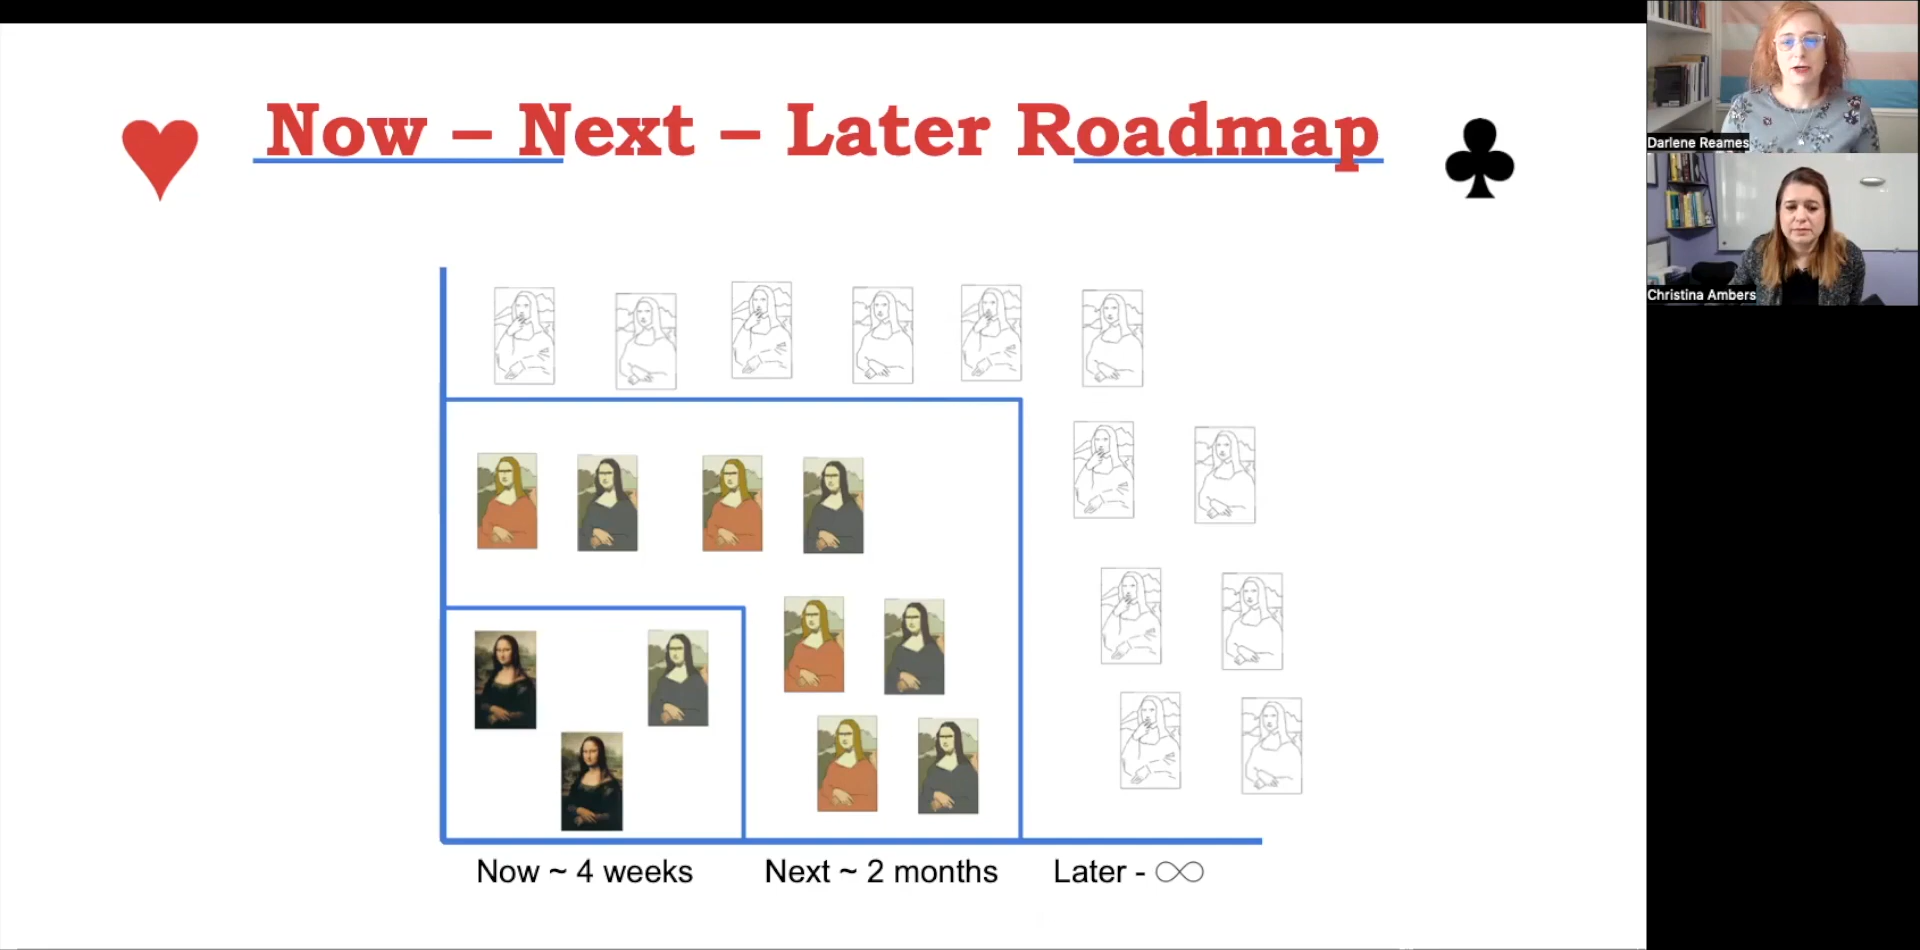 Now – Next – Later Roadmap
Now ~ 4 weeks
Next ~ 2 months
Later - ∞
Darlene Reames
Christina Ambers